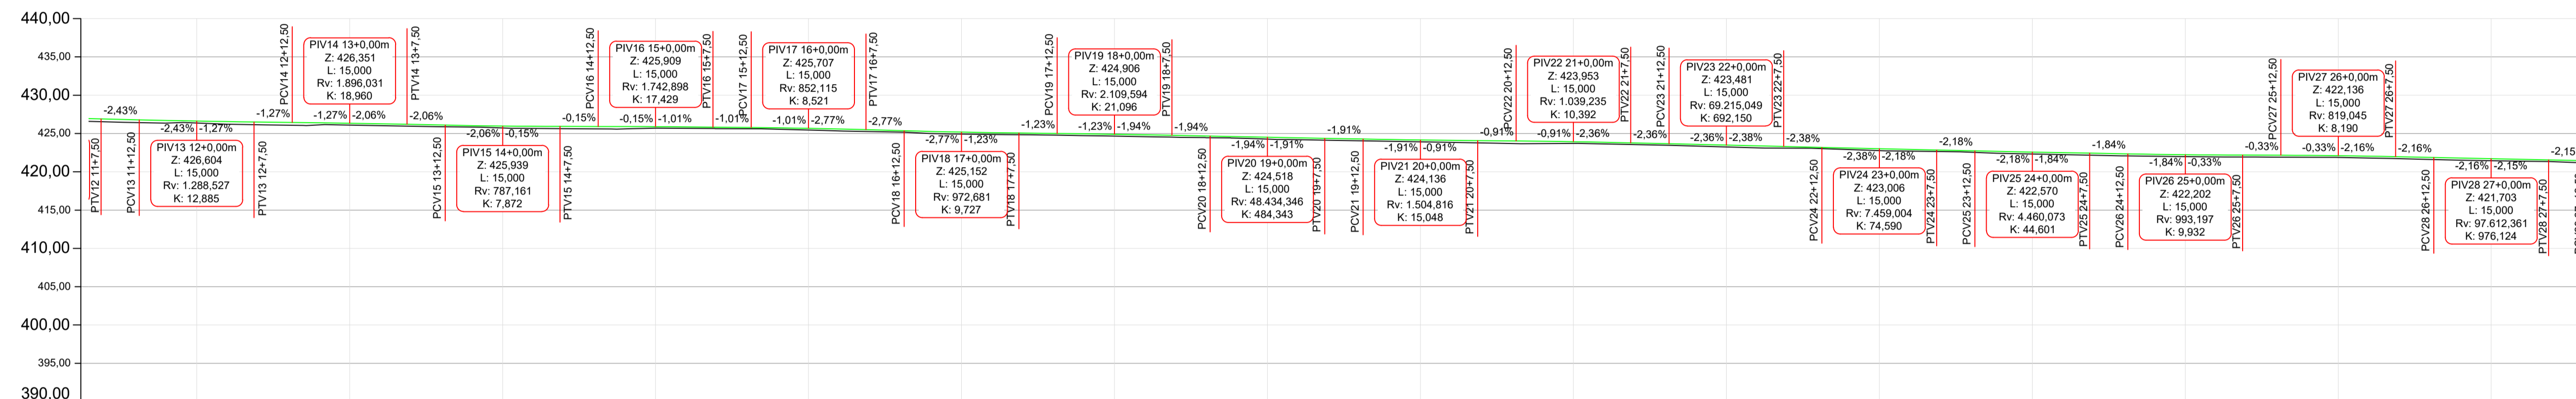 440,00
435,00
430,00
425,00
420,00
415,00
410,00
405,00
400,00
395,00
390.00
PTV12 11+7,50
-2,43%
PCV13 11+12,50
-2,43% -1,27%
PIV13 12+0,00m
Z: 426,604
L: 15,000
Rv: 1.288,527
K: 12,885
PTV13 12+7,50
-1,27%
PCV14 12+12,50
PIV14 13+0,00m
Z: 426,351
L: 15,000
Rv: 1.896,031
K: 18,960
-1,27% -2,06%
PTV14 13+7,50
-2,06%
PCV15 13+12,50
-2,06% -0,15%
PIV15 14+0,00m
Z: 425,939
L: 15,000
Rv: 787,161
K: 7,872
PTV15 14+7,50
-0,15%
PCV16 14+12,50
PIV16 15+0,00m
Z: 425,909
L: 15,000
Rv: 1.742,898
K: 17,429
-0,15% -1,01%
PTV16 15+7,50
-1,01%
PCV17 15+12,50
PIV17 16+0,00m
Z: 425,707
L: 15,000
Rv: 852,115
K: 8,521
-1,01% -2,77%
PTV17 16+7,50
-2,77%
PCV18 16+12,50
-2,77% -1,23%
PIV18 17+0,00m
Z: 425,152
L: 15,000
Rv: 972,681
K: 9,727
PTV18 17+7,50
-1,23%
PCV19 17+12,50
PIV19 18+0,00m
Z: 424,906
L: 15,000
Rv: 2.109,594
K: 21,096
-1,23% -1,94%
PTV19 18+7,50
-1,94%
PCV20 18+12,50
-1,94% -1,91%
PIV20 19+0,00m
Z: 424,518
L: 15,000
Rv: 48.434,346
K: 484,343
PTV20 19+7,50
-1,91%
PCV21 19+12,50
-1,91% -0,91%
PIV21 20+0,00m
Z: 424,136
L: 15,000
Rv: 1.504,816
K: 15,048
PTV21 20+7,50
-0,91%
PCV22 20+12,50
PIV22 21+0,00m
Z: 423,953
L: 15,000
Rv: 1.039,235
K: 10,392
-0,91% -2,36%
PTV22 21+7,50
-2,36%
PCV23 21+12,50
PIV23 22+0,00m
Z: 423,481
L: 15,000
Rv: 69.215,049
K: 692,150
-2,36% -2,38%
PTV23 22+7,50
-2,38%
PCV24 22+12,50
-2,38% -2,18%
PIV24 23+0,00m
Z: 423,006
L: 15,000
Rv: 7.459,004
K: 74,590
PTV24 23+7,50
-2,18%
PCV25 23+12,50
-2,18% -1,84%
PIV25 24+0,00m
Z: 422,570
L: 15,000
Rv: 4.460,073
K: 44,601
PTV25 24+7,50
-1,84%
PCV26 24+12,50
-1,84% -0,33%
PIV26 25+0,00m
Z: 422,202
L: 15,000
Rv: 993,197
K: 9,932
PTV26 25+7,50
-0,33%
PCV27 25+12,50
PIV27 26+0,00m
Z: 422,136
L: 15,000
Rv: 819,045
K: 8,190
-0,33% -2,16%
PTV27 26+7,50
-2,16%
PCV28 26+12,50
-2,16% -2,15%
PIV28 27+0,00m
Z: 421,703
L: 15,000
Rv: 97.612,361
K: 976,124
PTV28 27+7,50
-2,15